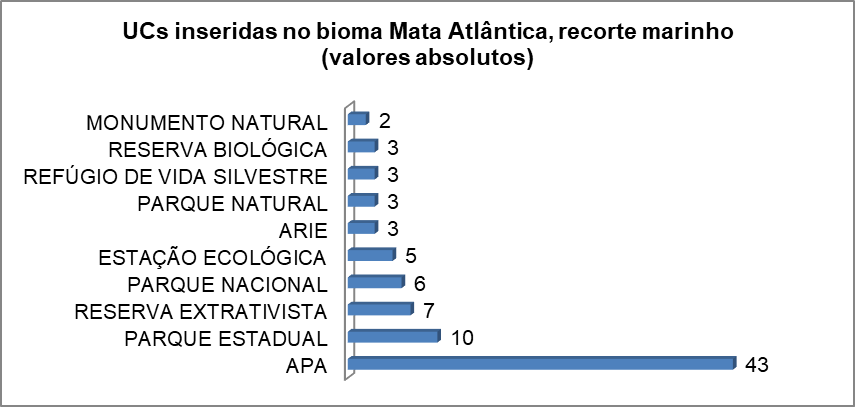 UCs inseridas no bioma Mata Atlântica, recorte marinho
(valores absolutos)
MONUMENTO NATURAL 2
RESERVA BIOLÓGICA 3
REFÚGIO DE VIDA SILVESTRE 3
PARQUE NATURAL 3
ARIE 3
ESTAÇÃO ECOLÓGICA 5
PARQUE NACIONAL 6
RESERVA EXTRATIVISTA 7
PARQUE ESTADUAL 10
APA 43